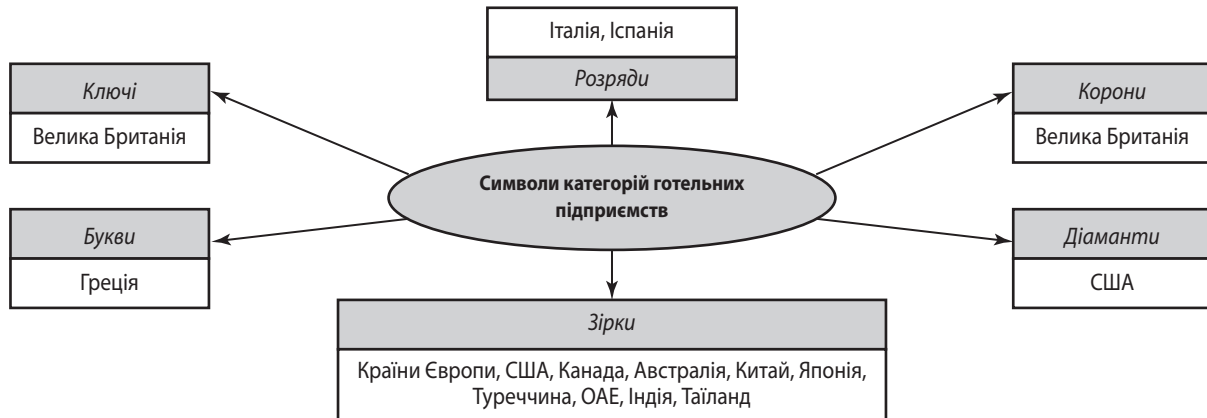 Італія, Іспанія
Розряди
Ключі
Велика Британія
Корони
Велика Британія
Символи категорій готельних
підприємств
Букви
Греція
Діаманти
США
Зірки
Країни Європи, США, Канада, Австралія, Китай, Японія,
Туреччина, ОАЕ, Індія, Таїланд